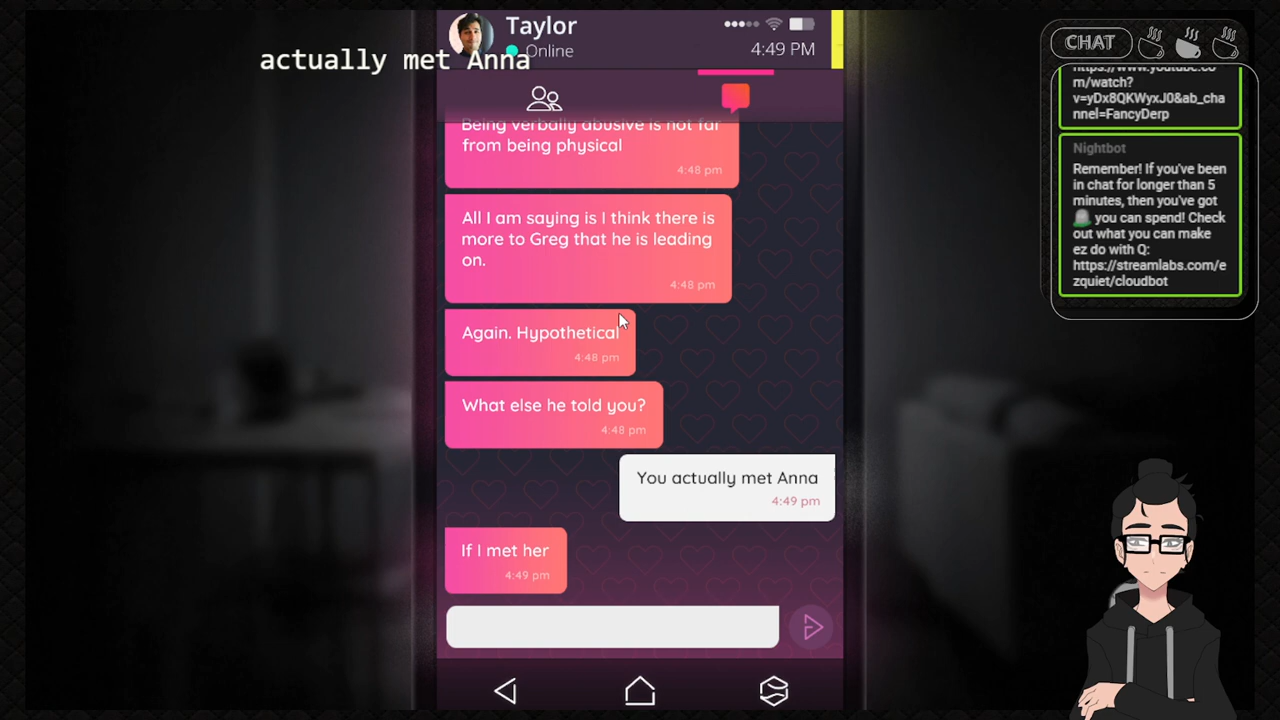 Taylor
Online
4:49 PM
actually met Anna
Being verbally abusive is not far
from being physical
4:48 pm
All I am saying is I think there is
more to Greg that he is leading
on.
4:48 pm
Again. Hypothetical
4:48 pm
What else he told you?
4:48 pm
You actually met Anna
4:49 pm
If I met her
4:49 pm
CHAT
https://www.youtube.co
m/watch?
v=yDx8QKWyxJ0&ab_cha
nnel=FancyDerp
Nightbot
Remember! If you've been
in chat for longer than 5
minutes, then you've got
you can spend! Check
out what you can make
ez do with Q:
https://streamlabs.com/e
zquiet/cloudbot